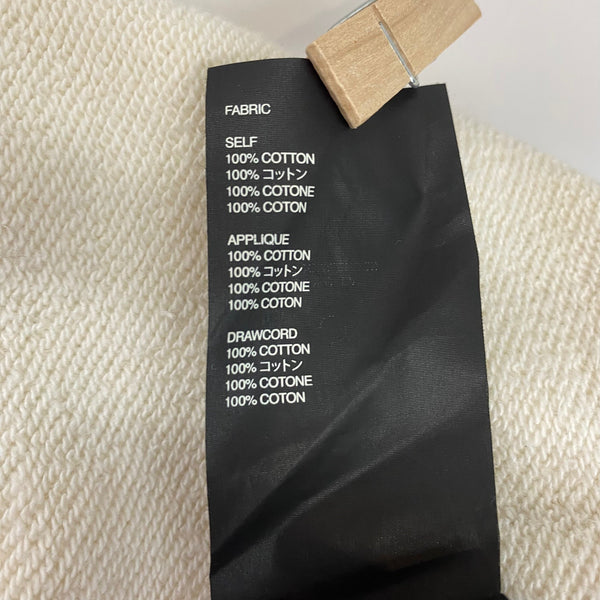 FABRIC
SELF
100% COTTON
100% コットン
100% COTONE
100% COTON
APPLIQUE
100% COTTON
100% コットン
100% COTONE
100% COTON
DRAWCORD
100% COTTON
100% コットン
100% COTONE
100% COTON